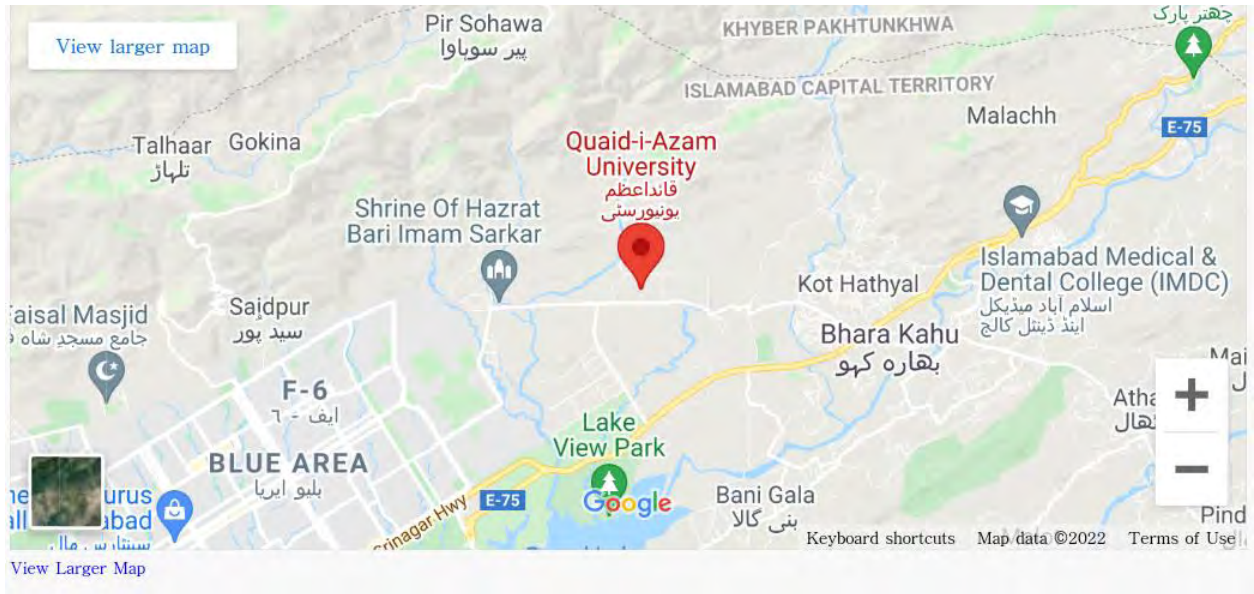 View larger map
Pir Sohawa
پیر سوہاوا
KHYBER PAKHTUNKHWA
چھتر پارک
ISLAMABAD CAPITAL TERRITORY
Malachh
E-75
Talhaar
تلہاڑ
Gokina
Quaid-i-Azam
University
قائداعظم
یونیورسٹی
Shrine Of Hazrat
Bari Imam Sarkar
Islamabad Medical &
Dental College (IMDC)
اسلام آباد میڈیکل
اینڈ ڈینٹل کالج
Kot Hathyal
Saidpur
سید پور
Faisal Masjid
جامع مسجدِ شاہ
Bhara Kahu
بھارہ کہو
F-6
ایف - ٦
Lake
View Park
BLUE AREA
بلیو ایریا
E-75
Srinagar Hwy
Google
Bani Gala
بنی گالا
+
−
Pind
Keyboard shortcuts Map data ©2022 Terms of Use
View Larger Map